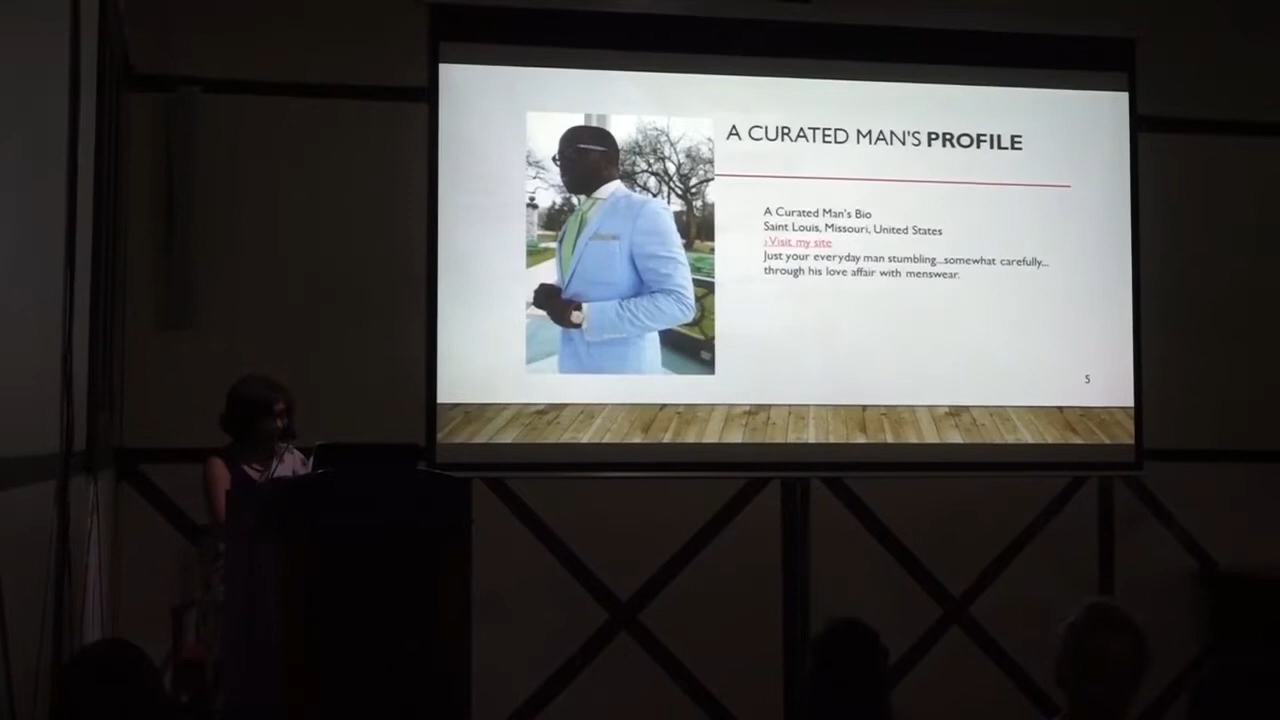 A CURATED MAN'S PROFILE
A Curated Man's Bio
Saint Louis, Missouri, United States
› Visit my site
Just your everyday man stumbling...somewhat carefully...
through his love affair with menswear.
5